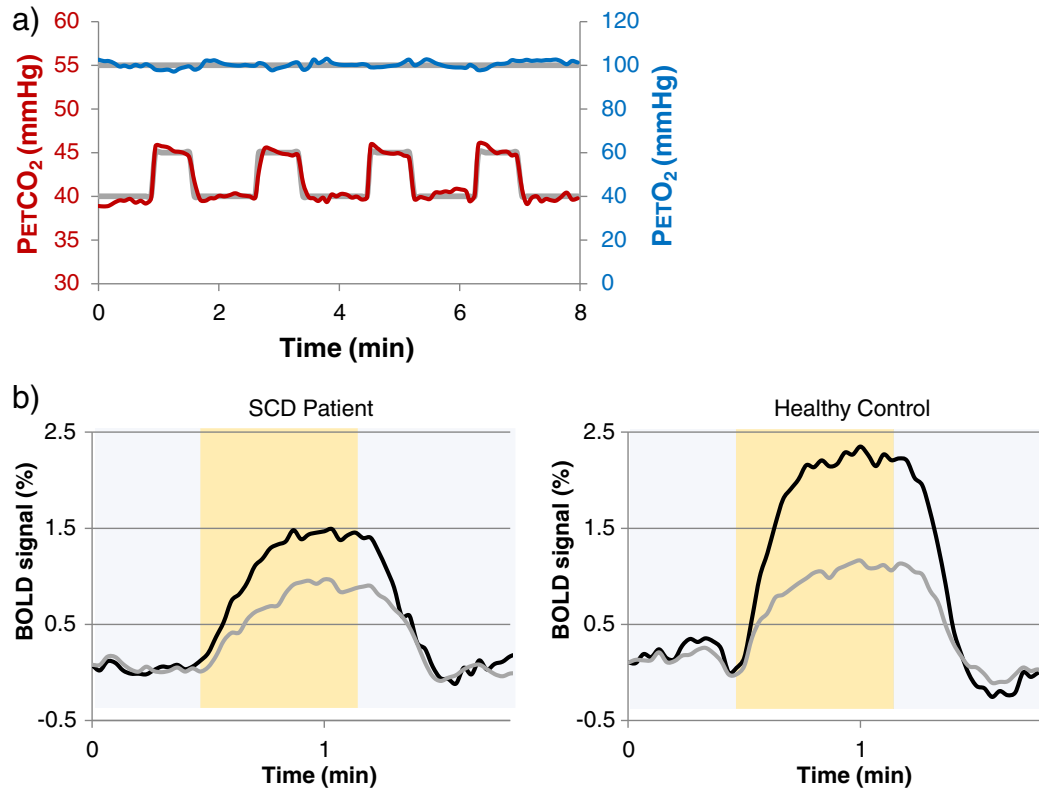 a)
60
55
50
45
40
35
30
PETCO2 (mmHg)
120
100
80
60
40
20
0
PETO2 (mmHg)
0 2 4 6 8
Time (min)
b)
SCD Patient
2.5
1.5
0.5
-0.5
BOLD signal (%)
0 1
Time (min)
Healthy Control
2.5
1.5
0.5
-0.5
BOLD signal (%)
0 1
Time (min)